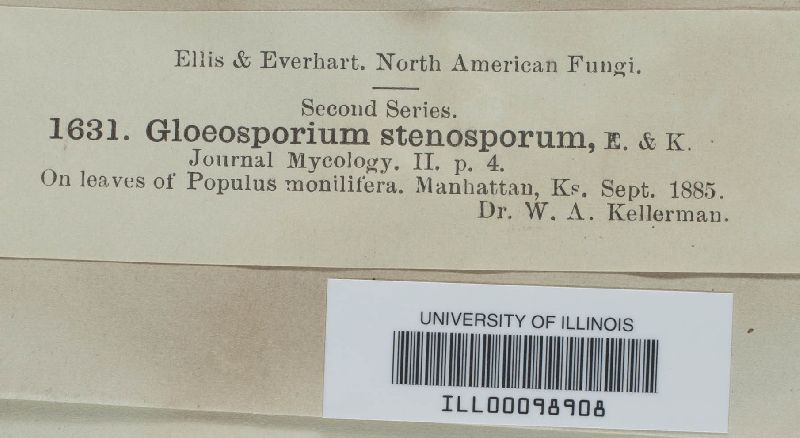 Ellis & Everhart. North American Fungi.
Second Series.
1631. Gloeosporium stenosporum, E. & K.
Journal Mycology. II. p. 4.
On leaves of Populus monilifera. Manhattan, Ks. Sept. 1885.
Dr. W. A. Kellerman.
UNIVERSITY OF ILLINOIS
ILL00098908